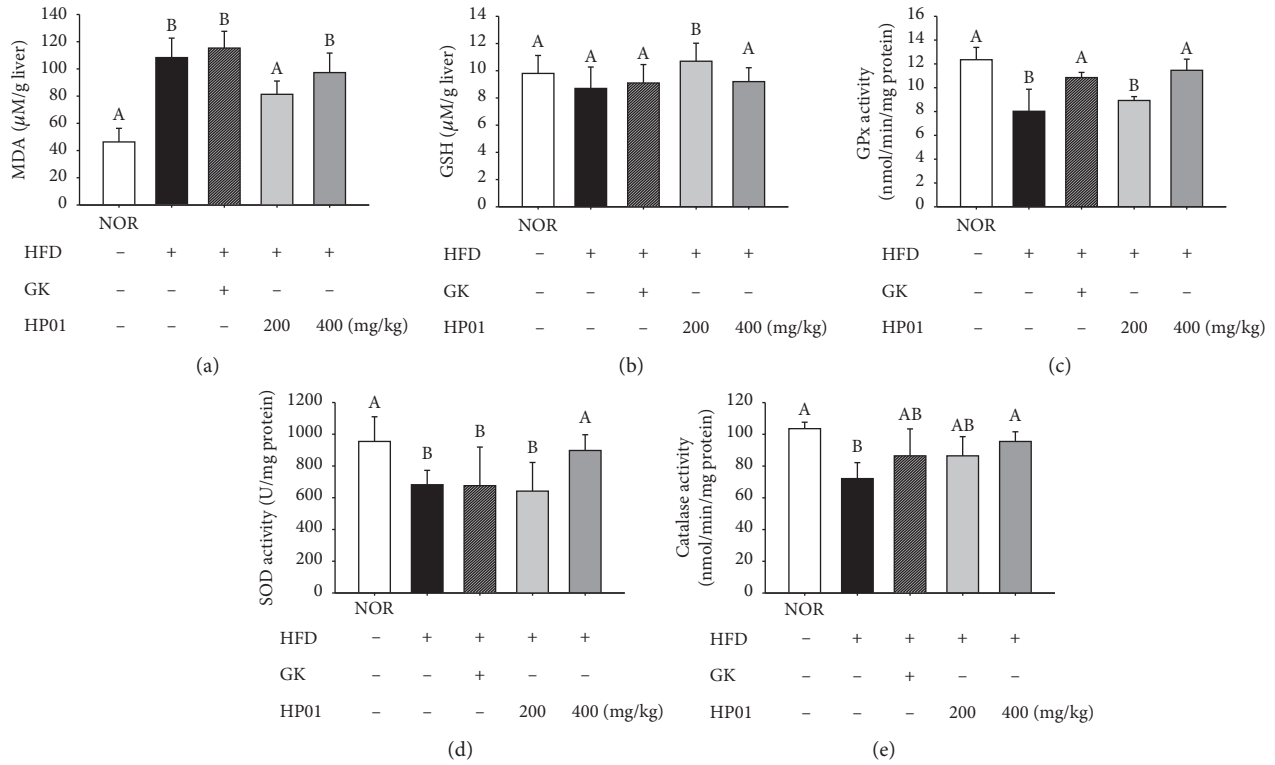 MDA (μM/g liver)
140
120
100
80
60
40
20
0
A
B
B
A
B
NOR
HFD – + + + +
GK – – + – –
HP01 – – – 200 400 (mg/kg)
(a)
GSH (μM/g liver)
14
12
10
8
6
4
2
0
A
A
A
B
A
NOR
HFD – + + + +
GK – – + – –
HP01 – – – 200 400 (mg/kg)
(b)
GPx activity
(nmol/min/mg protein)
16
14
12
10
8
6
4
2
0
A
B
A
B
A
NOR
HFD – + + + +
GK – – + – –
HP01 – – – 200 400 (mg/kg)
(c)
SOD activity (U/mg protein)
1200
1000
800
600
400
200
0
A
B
B
B
A
NOR
HFD – + + + +
GK – – + – –
HP01 – – – 200 400 (mg/kg)
(d)
Catalase activity
(nmol/min/mg protein)
120
100
80
60
40
20
0
A
B
AB
AB
A
NOR
HFD – + + + +
GK – – + – –
HP01 – – – 200 400 (mg/kg)
(e)